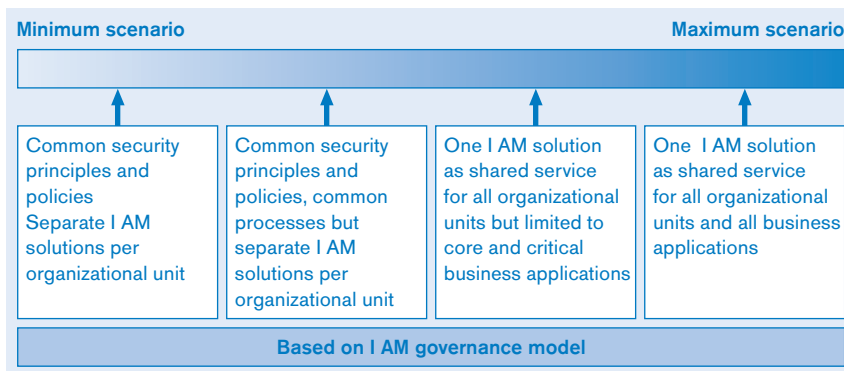 Minimum scenario
Maximum scenario
Common security
principles and
policies
Separate I AM
solutions per
organizational unit
Common security
principles and
policies, common
processes but
separate I AM
solutions per
organizational unit
One I AM solution
as shared service
for all organizational
units but limited to
core and critical
business applications
One I AM solution
as shared service
for all organizational
units and all business
applications
Based on I AM governance model